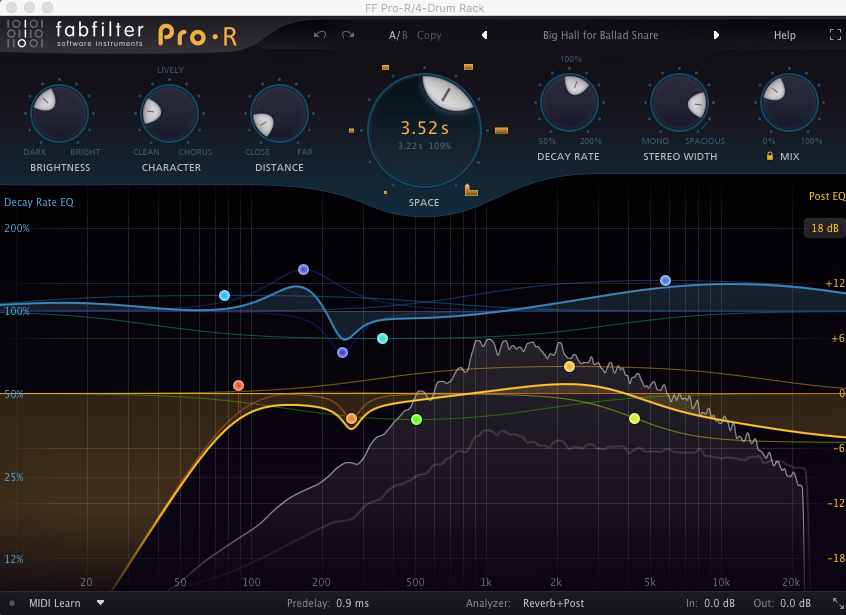 FF Pro-R/4-Drum Rack
fabfilter
software instruments
Pro·R
A/B Copy
Big Hall for Ballad Snare
Help
LIVELY
100%
3.52 s
3.22 s 109%
DARK BRIGHT
BRIGHTNESS
CLEAN CHORUS
CHARACTER
CLOSE FAR
DISTANCE
50% 200%
DECAY RATE
MONO SPACIOUS
STEREO WIDTH
0% 100%
MIX
SPACE
Decay Rate EQ
Post EQ
200%
18 dB
+12
100%
+6
50%
0
-6
25%
-12
12%
-18
20 50 100 200 500 1k 2k 5k 10k 20k
MIDI Learn
Predelay: 0.9 ms
Analyzer: Reverb+Post
In: 0.0 dB
Out: 0.0 dB